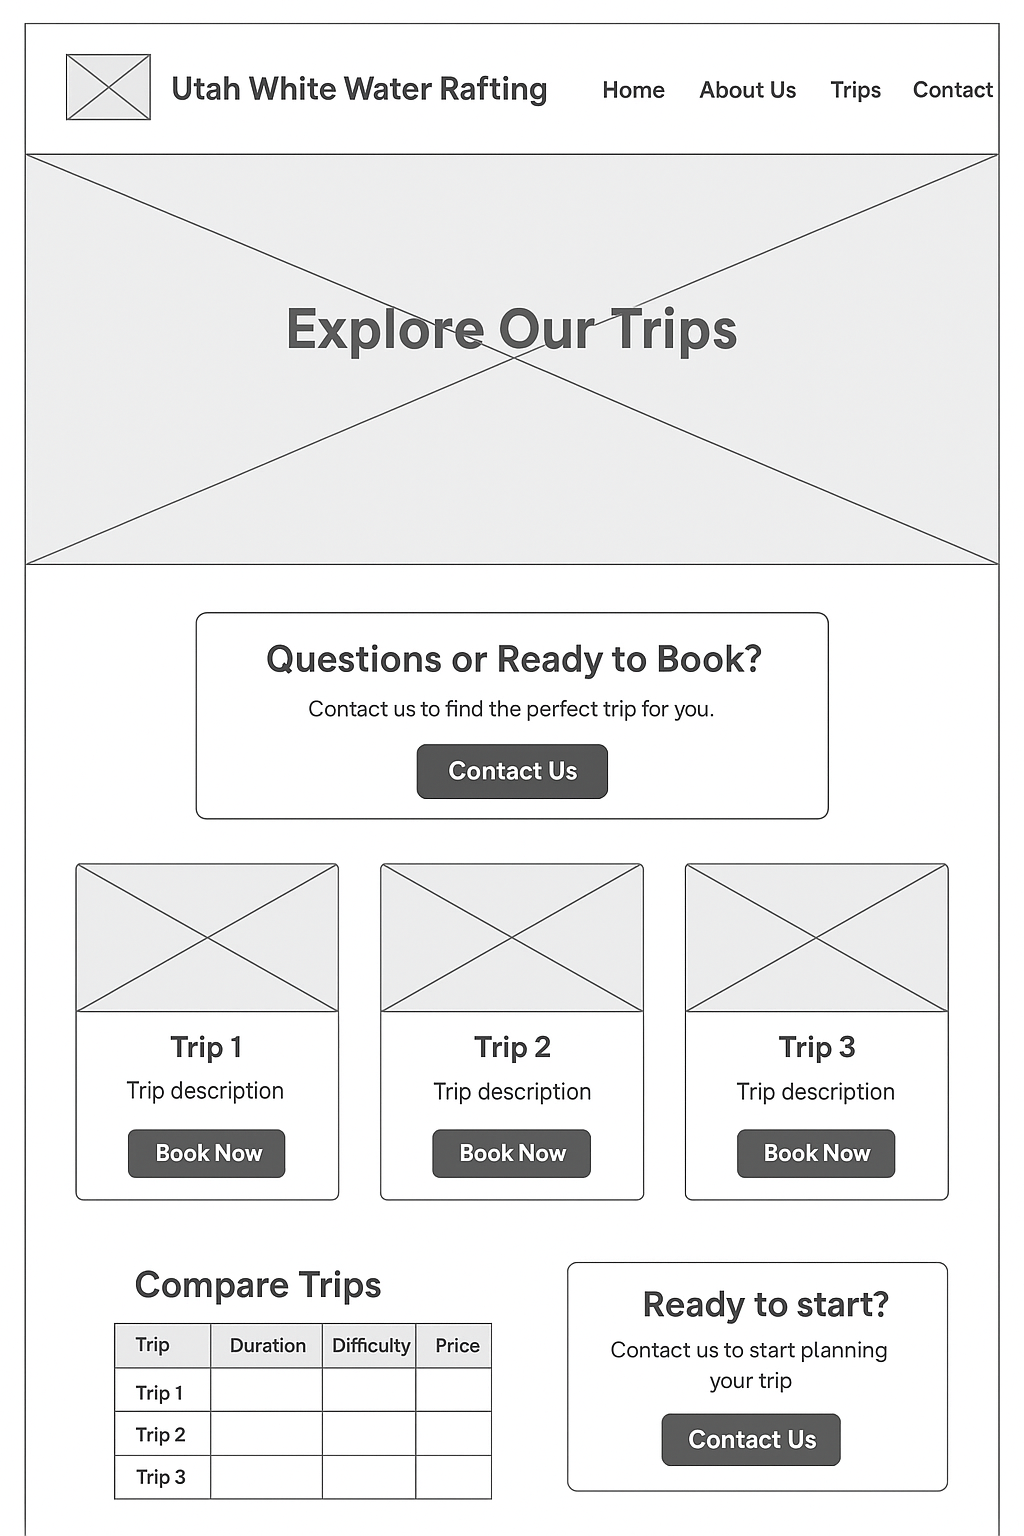 Utah White Water Rafting
Home
About Us
Trips
Contact
Explore Our Trips
Questions or Ready to Book?
Contact us to find the perfect trip for you.
Contact Us
Trip 1
Trip description
Book Now
Trip 2
Trip description
Book Now
Trip 3
Trip description
Book Now
Compare Trips
Trip Duration Difficulty Price
Trip 1
Trip 2
Trip 3
Ready to start?
Contact us to start planning
your trip
Contact Us